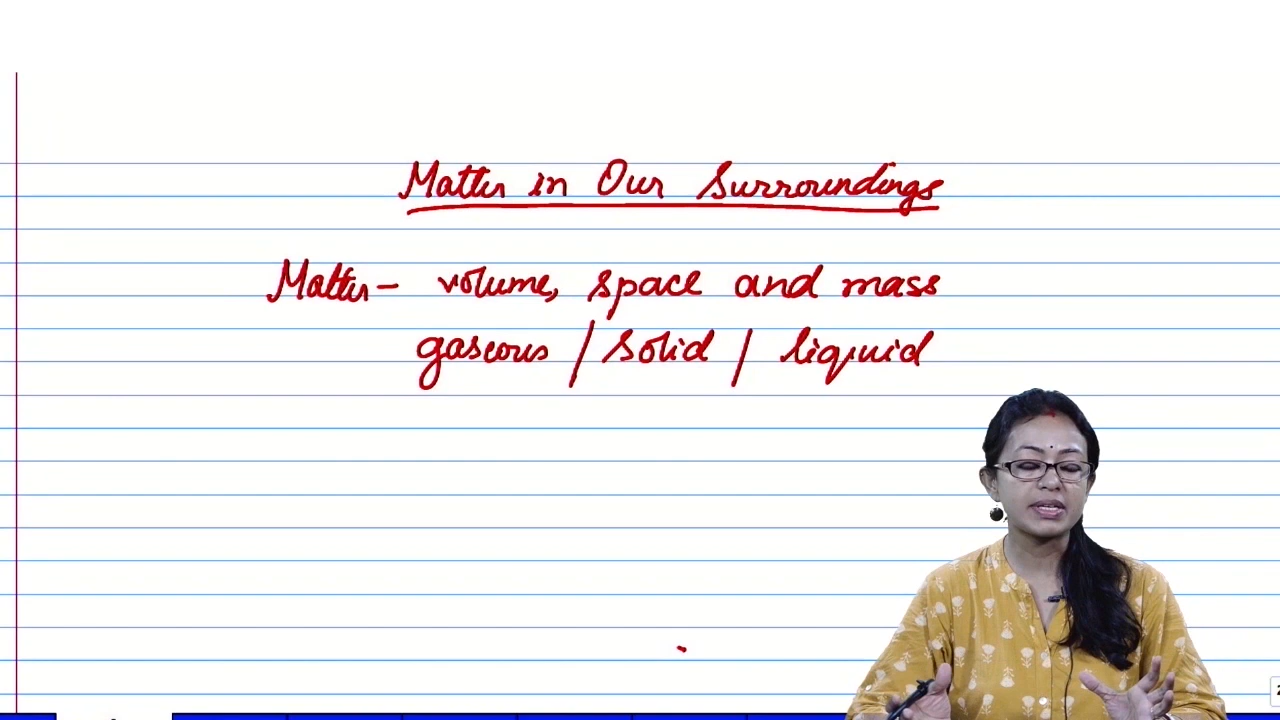 Matter in Our Surroundings
Matter - volume, space and mass
gaseous / solid / liquid